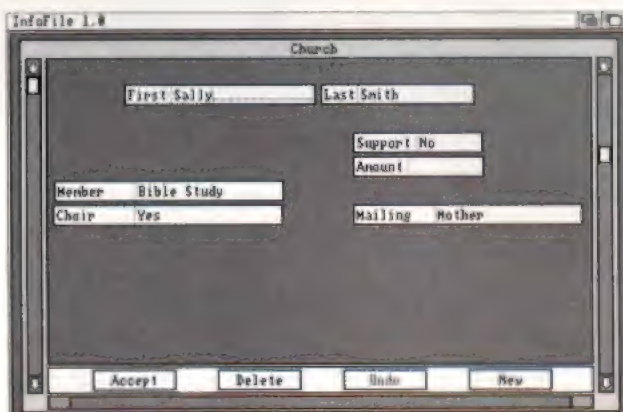 InfoFile 1.0
Church
First Sally
Last Smith
Support No
Amount
Member Bible Study
Choir Yes
Mailing Mother
Accept Delete Undo New